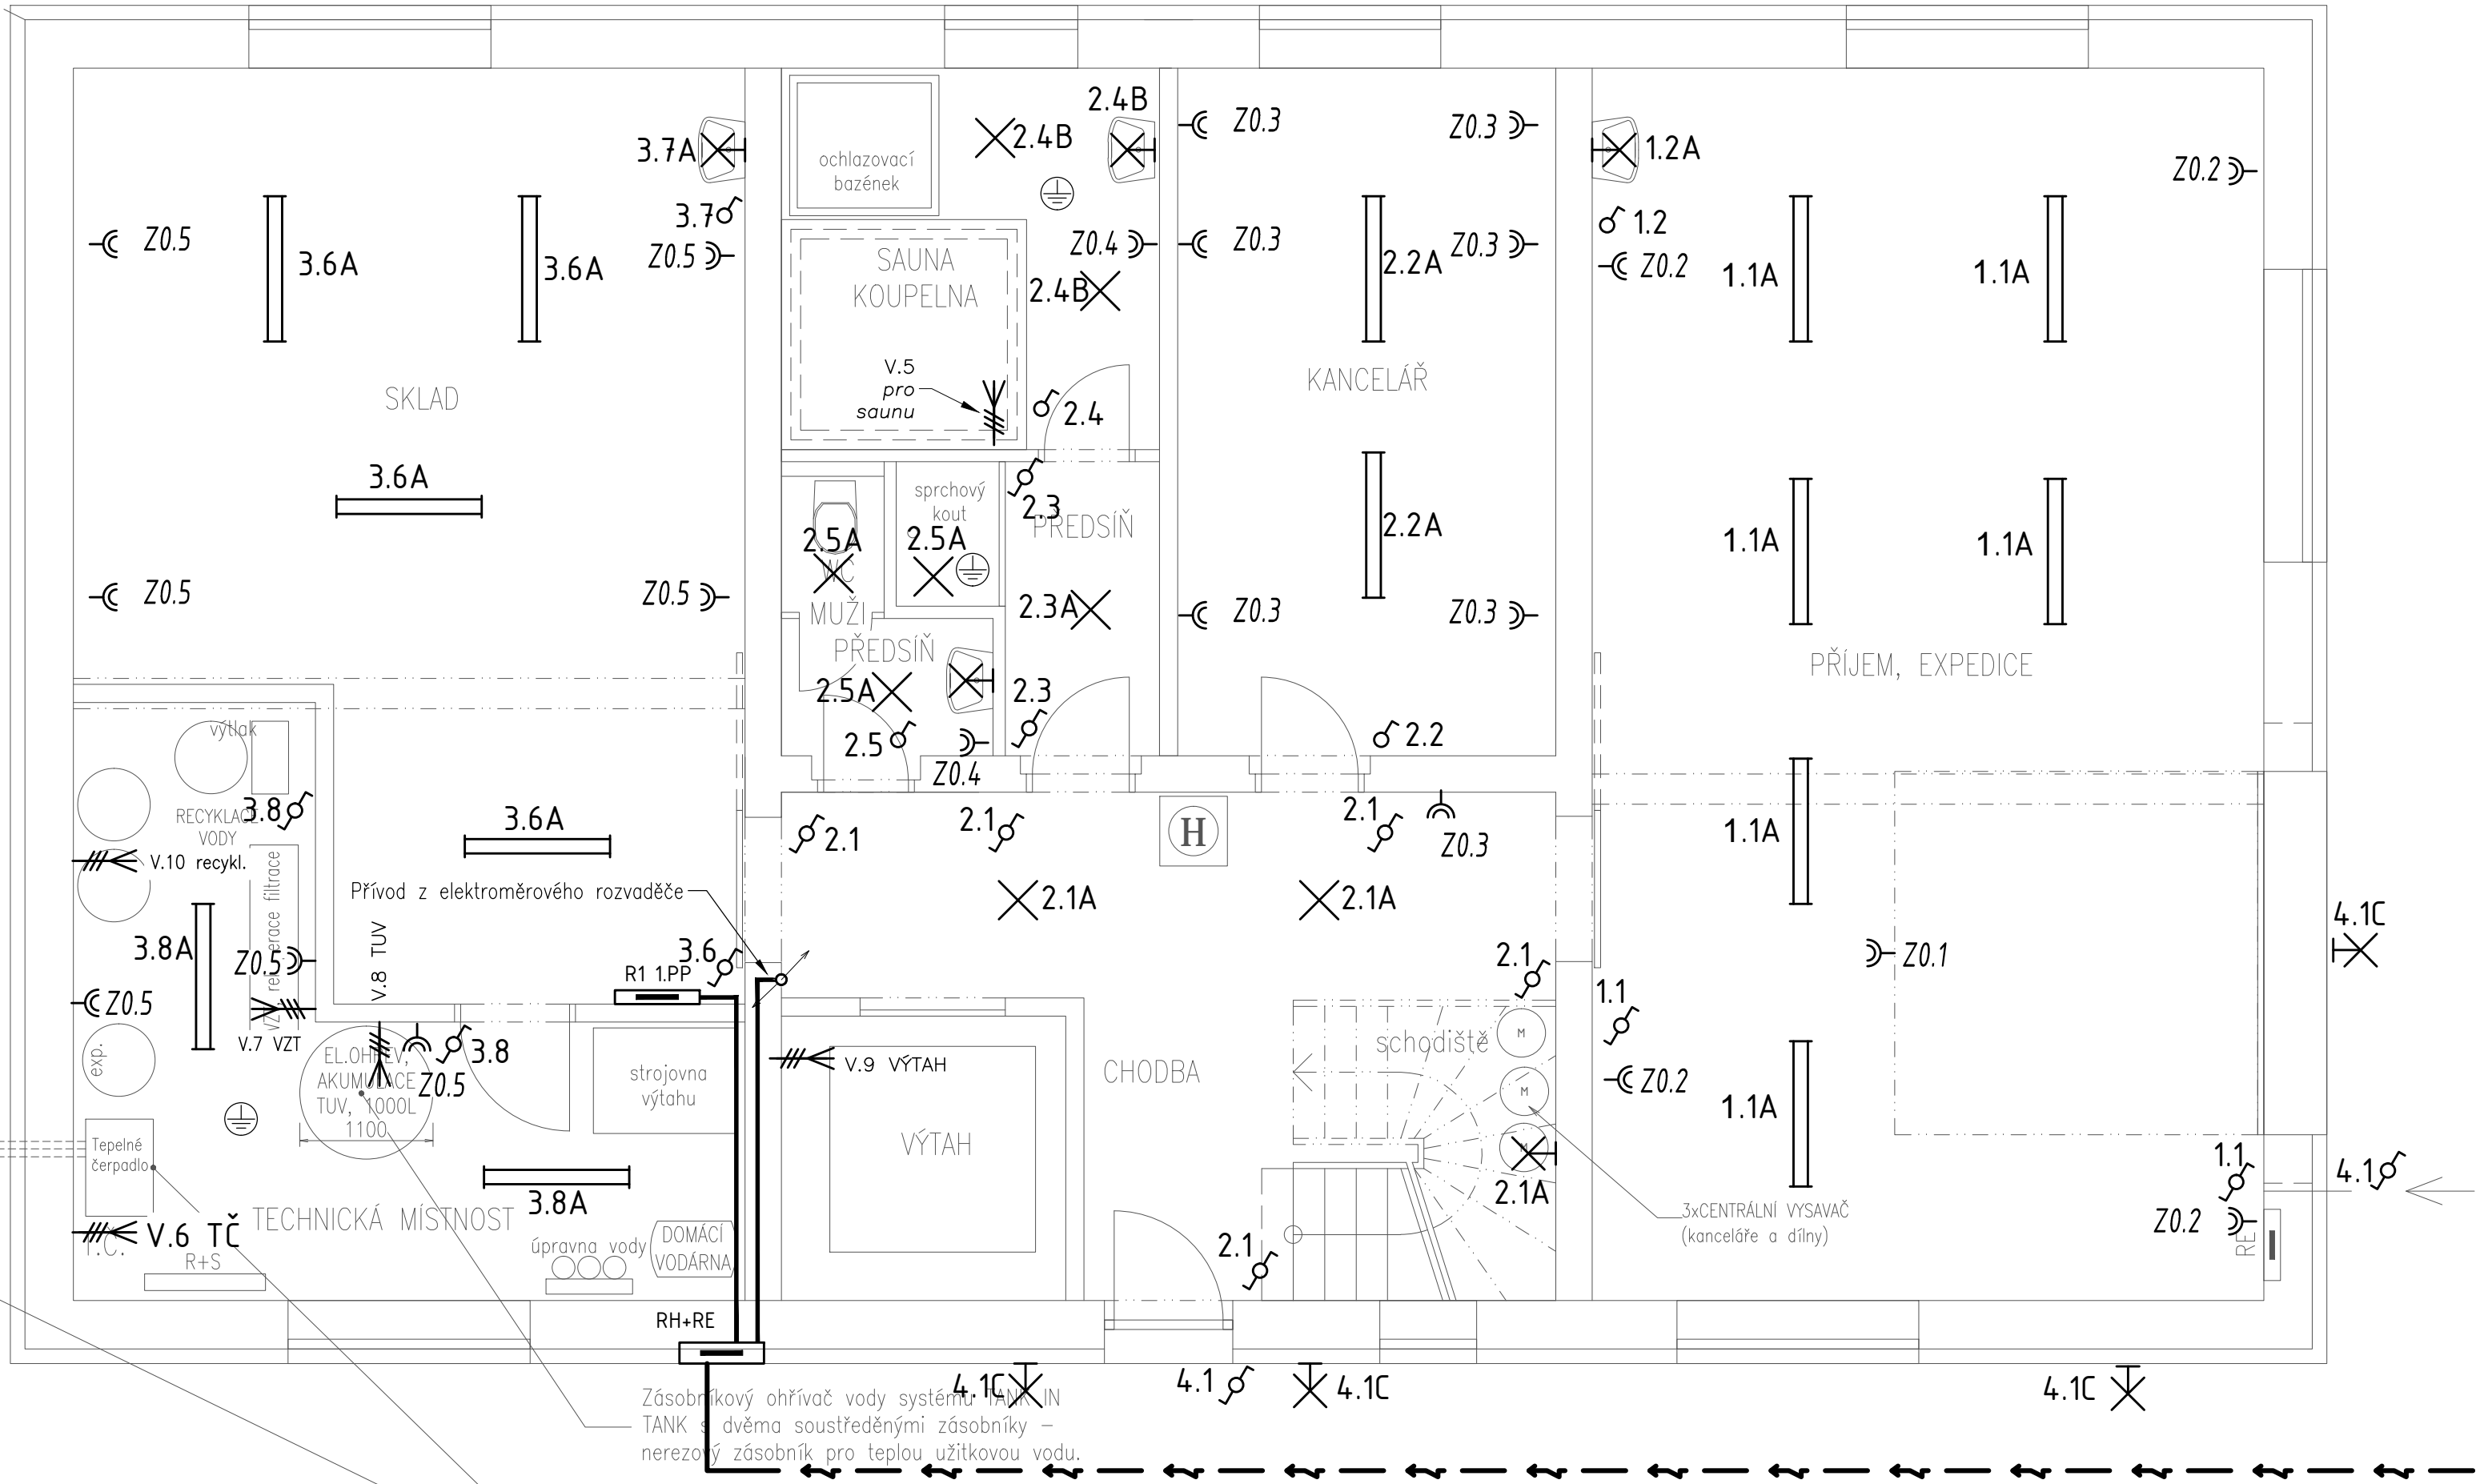 2.4B
3.7A
2.4B
Z0.3
Z0.3
1.2A
ochlazovací
bazének
Z0.2
3.7
1.2
Z0.5
Z0.5
Z0.4
Z0.3
Z0.3
Z0.2
3.6A
3.6A
SAUNA
KOUPELNA
2.4B
2.2A
1.1A
1.1A
V.5
pro
saunu
SKLAD
KANCELÁŘ
2.4
3.6A
sprchový
kout
2.3
PŘEDSÍŇ
2.5A
2.5A
2.2A
1.1A
1.1A
WC
Z0.5
Z0.5
2.3A
Z0.3
Z0.3
MUŽI,
PŘEDSÍŇ
PŘÍJEM, EXPEDICE
2.5A
2.3
výtlak
2.5
2.2
Z0.4
RECYKLACE
VODY
3.8
3.6A
2.1
2.1
2.1
Z0.3
1.1A
V.10 recykl.
Přívod z elektroměrového rozvaděče
2.1A
2.1A
4.1C
3.8A
V.8 TUV
Z0.5
3.6
2.1
Z0.1
R1 1.PP
1.1
Z0.5
V.7 VZT
exp.
EL.OHŘEV,
AKUMULACE
TUV, 1000L
1100
3.8
Z0.5
strojovna
výtahu
V.9 VÝTAH
CHODBA
schodiště
M
M
M
Z0.2
1.1A
Tepelné
čerpadlo
VÝTAH
2.1A
1.1
4.1
3.8A
3xCENTRÁLNÍ VYSAVAČ
(kanceláře a dílny)
Z0.2
RE
TECHNICKÁ MÍSTNOST
T.Č.
V.6 TČ
R+S
úpravna vody
DOMÁCÍ
VODÁRNA
2.1
H
RH+RE
4.1C
4.1
4.1C
4.1C
Zásobníkový ohřívač vody systému TANK IN
TANK s dvěma soustředěnými zásobníky –
nerezový zásobník pro teplou užitkovou vodu.